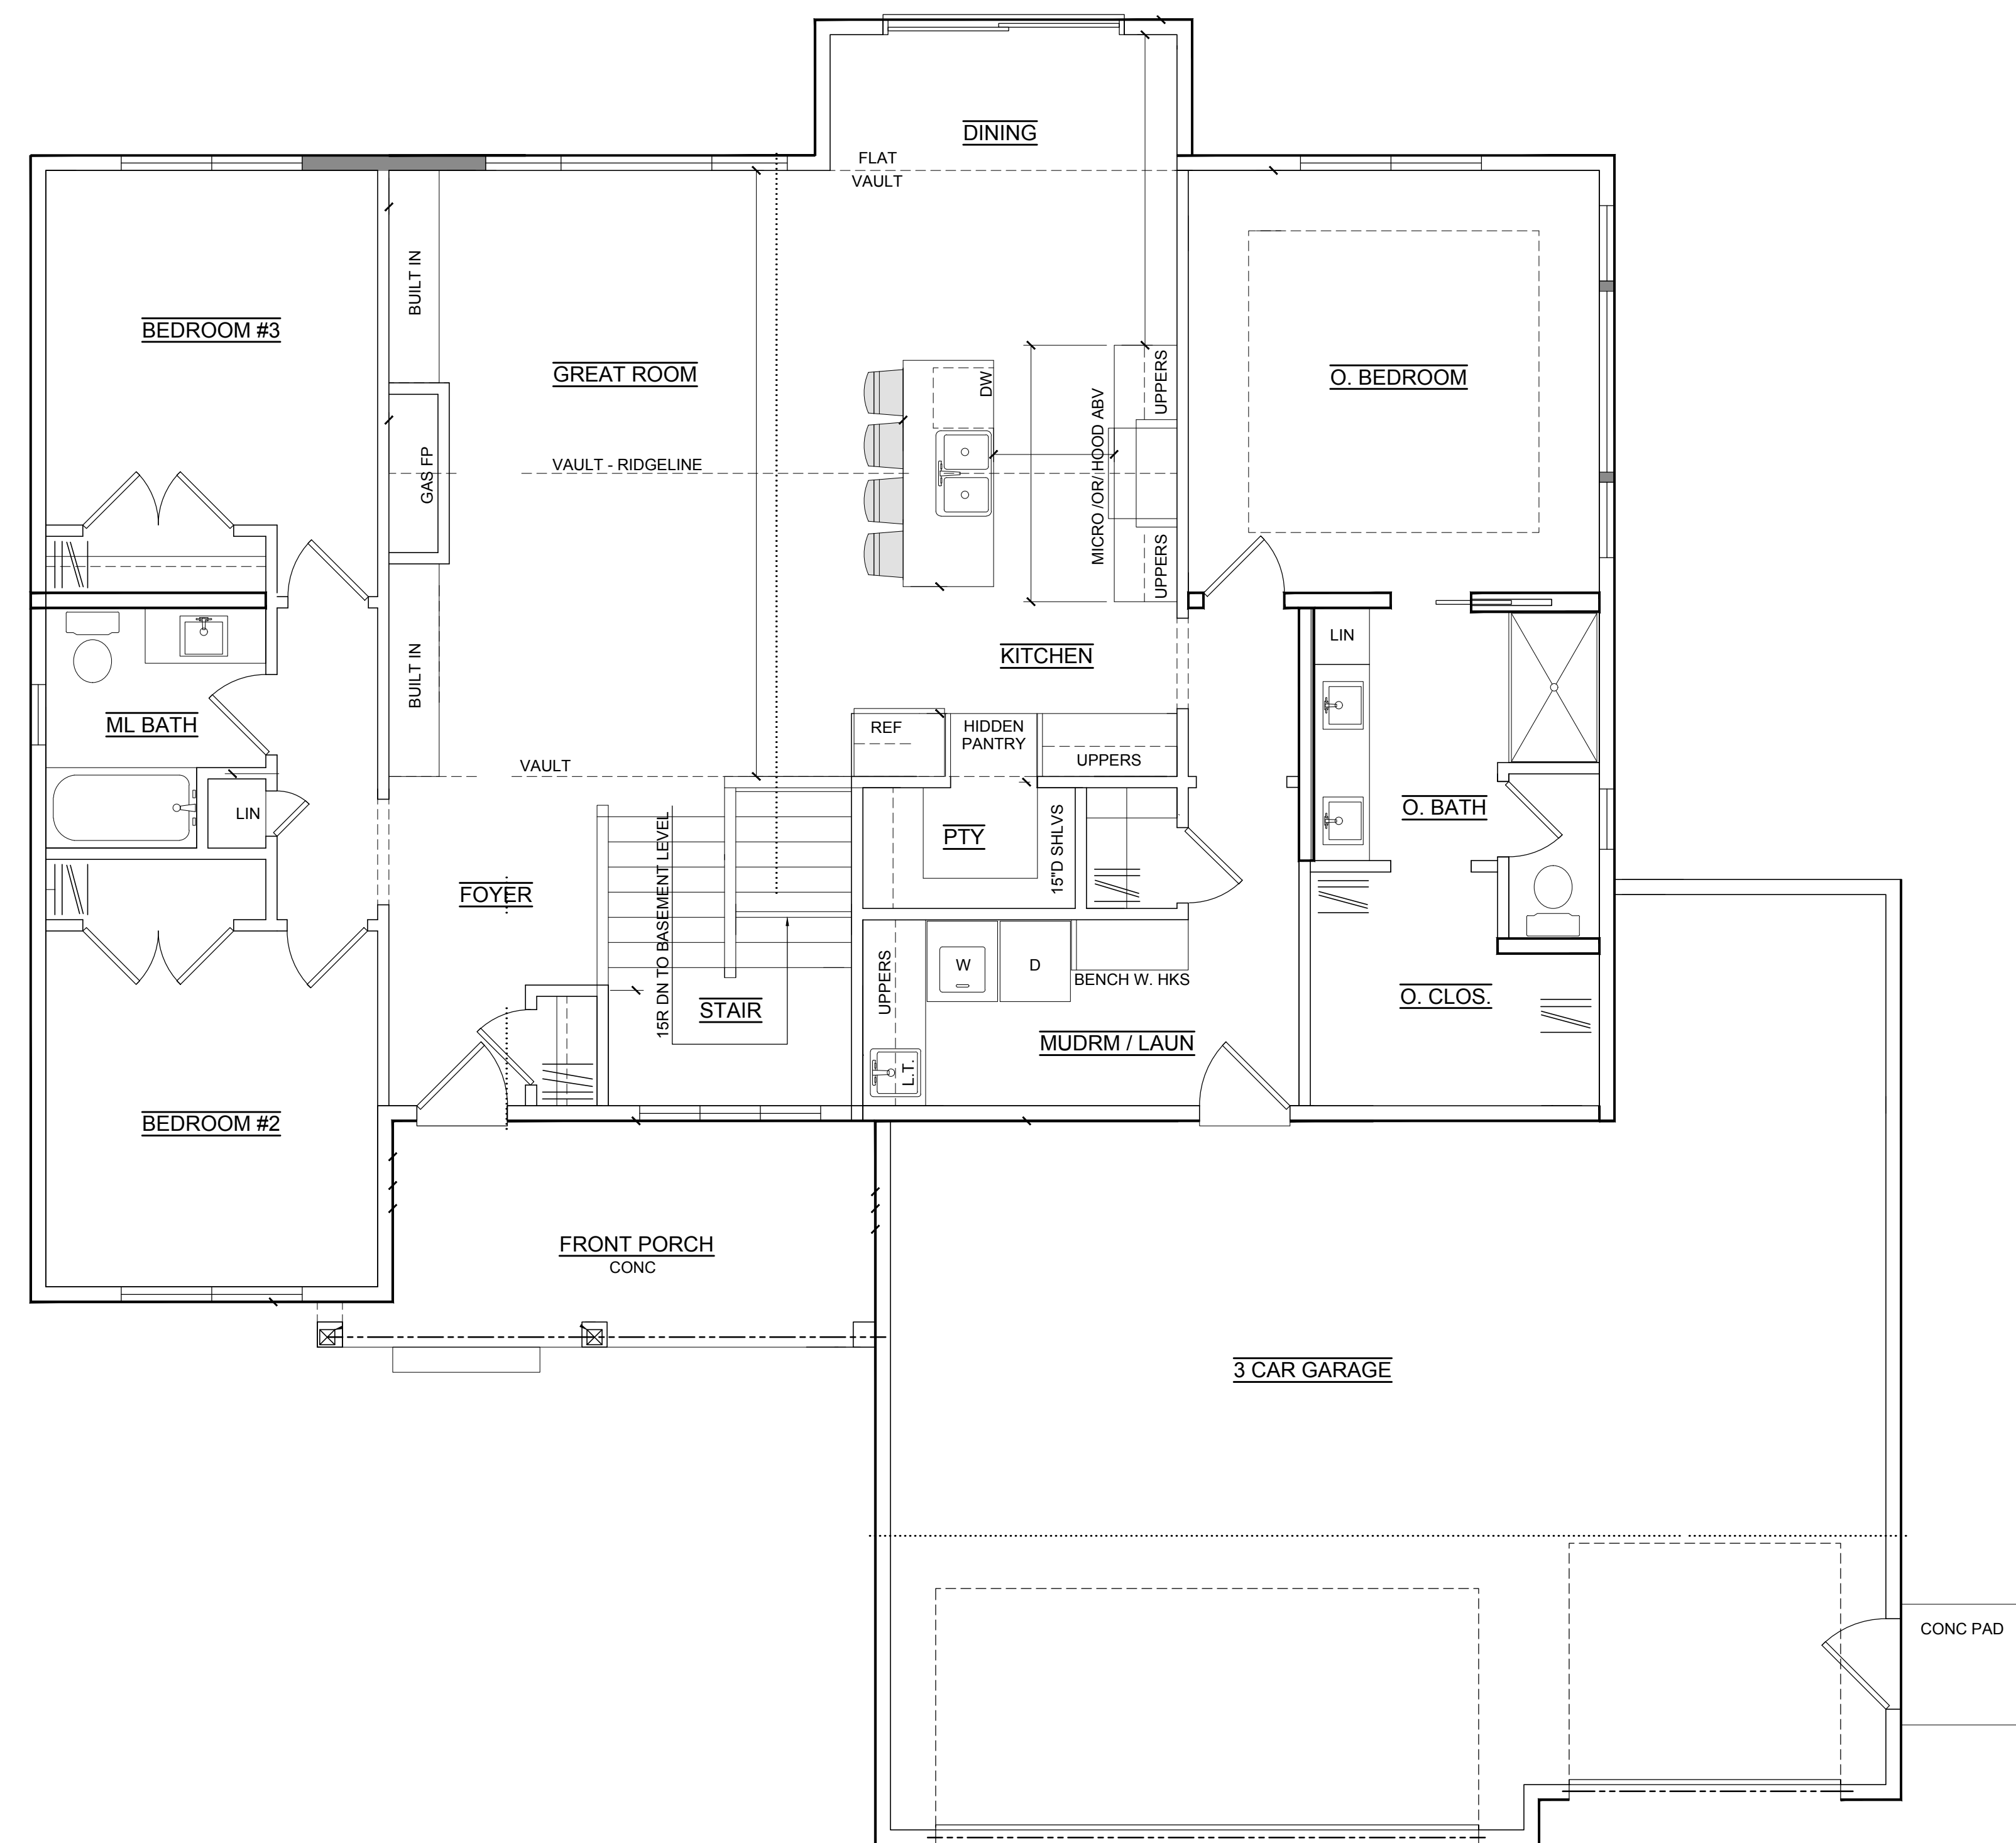 DINING
FLAT
VAULT
BUILT IN
BEDROOM #3
GREAT ROOM
DW
UPPERS
O. BEDROOM
MICRO /OR/ HOOD ABV
VAULT - RIDGELINE
GAS FP
UPPERS
LIN
KITCHEN
BUILT IN
ML BATH
REF
HIDDEN
PANTRY
UPPERS
VAULT
LIN
O. BATH
PTY
15"D SHLVS
FOYER
15R DN TO BASEMENT LEVEL
UPPERS
W
D
BENCH W. HKS
O. CLOS.
STAIR
MUDRM / LAUN
L.T.
BEDROOM #2
FRONT PORCH
CONC
3 CAR GARAGE
CONC PAD